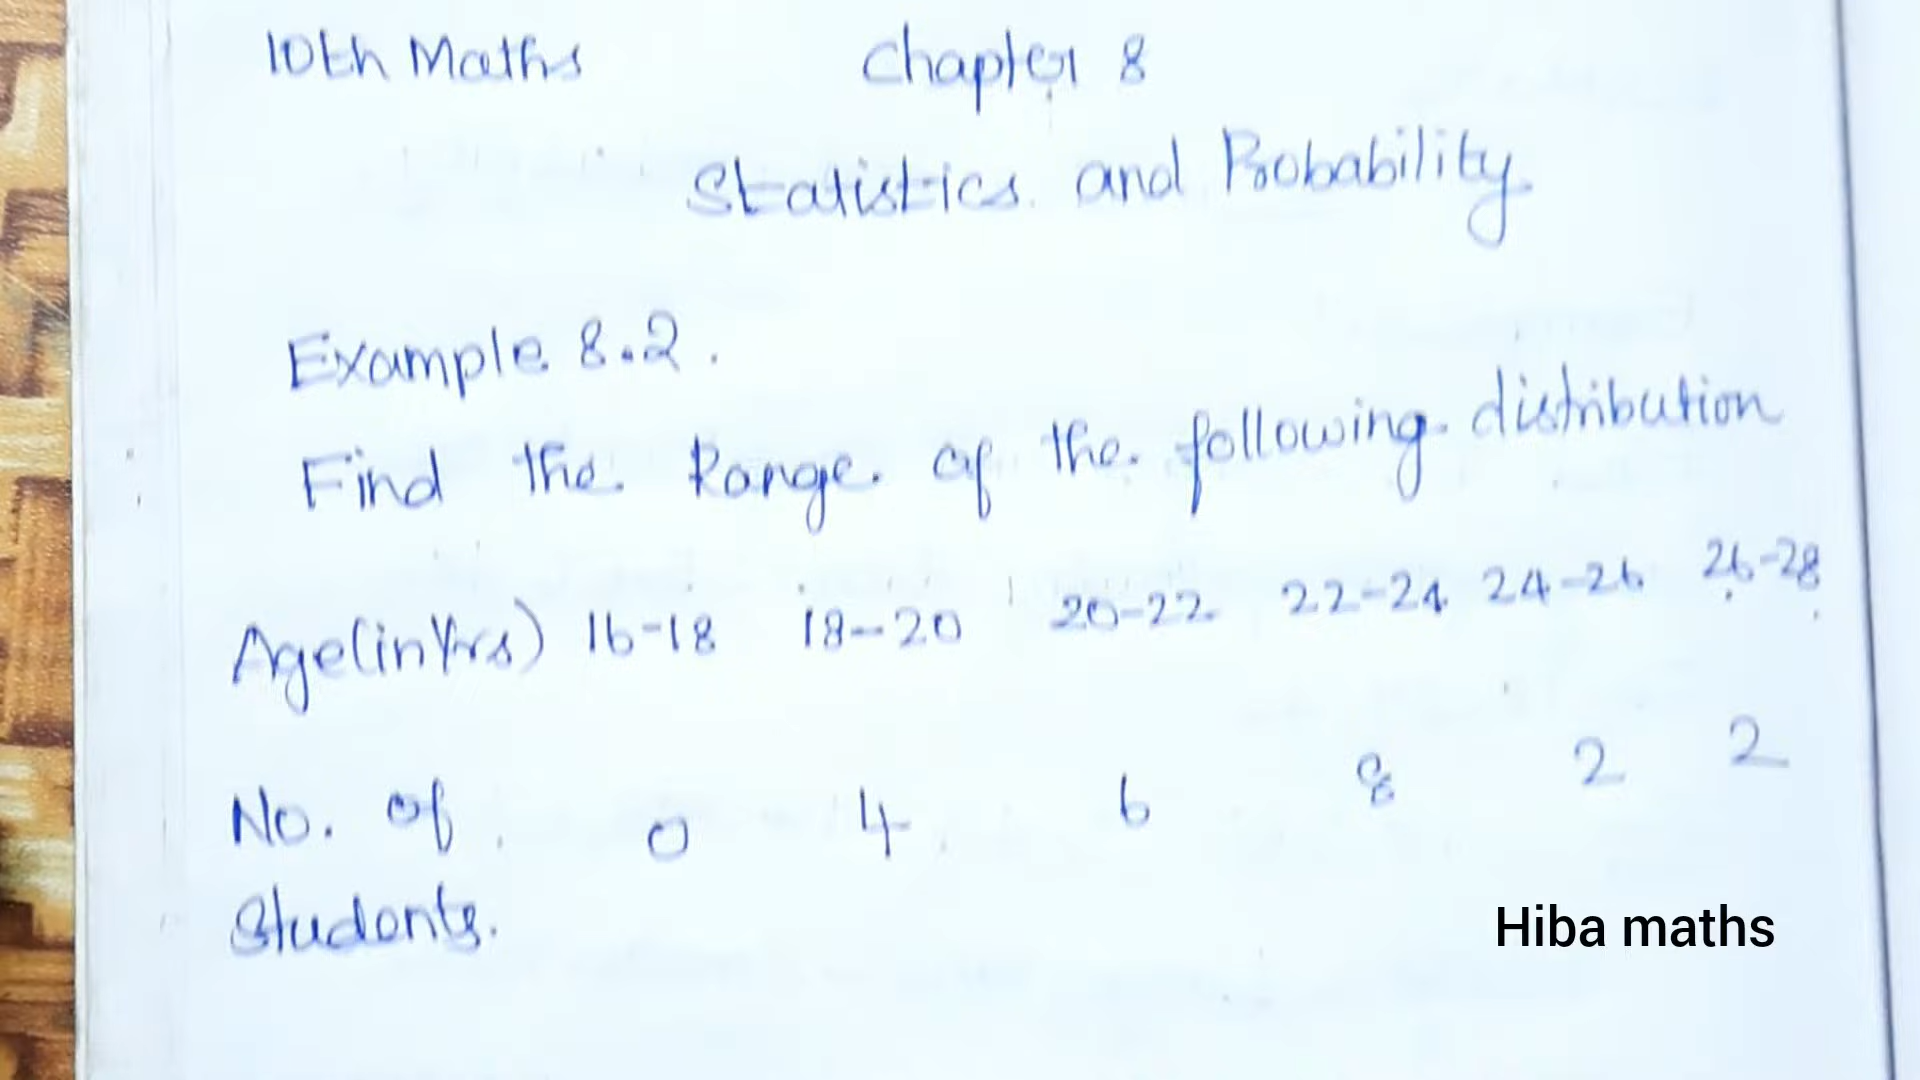 10th Maths Chapter 8
Statistics and Probability
Example 8.2.
Find the Range of the following distribution
Age(in Yrs) 16-18 18-20 20-22 22-24 24-26 26-28
No. of 0 4 6 8 2 2
Students.
Hiba maths